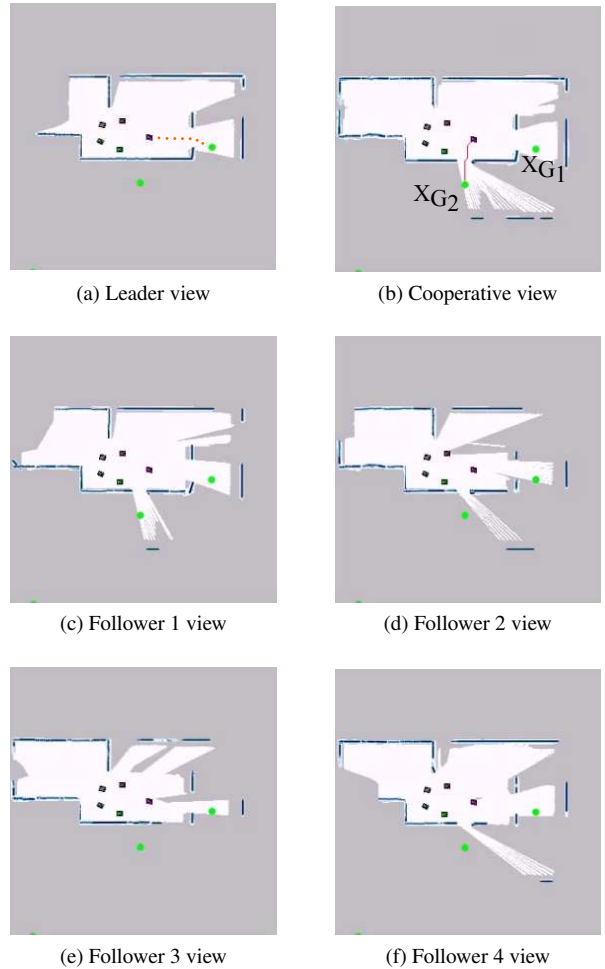 X_G2
X_G1
(a) Leader view
(b) Cooperative view
(c) Follower 1 view
(d) Follower 2 view
(e) Follower 3 view
(f) Follower 4 view